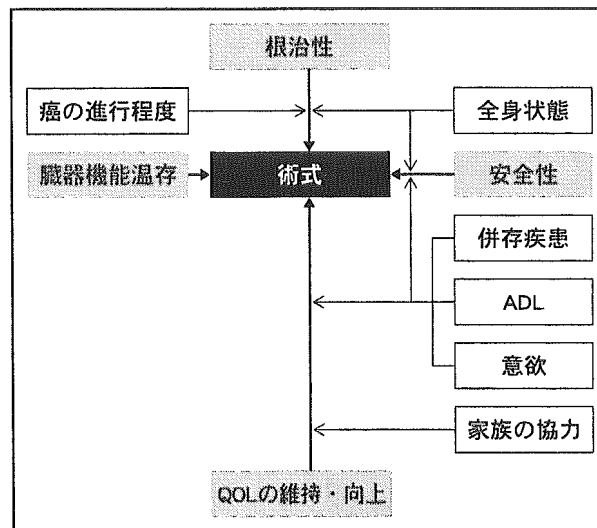 根治性
癌の進行程度
全身状態
臓器機能温存
術式
安全性
併存疾患
ADL
意欲
家族の協力
QOLの維持・向上